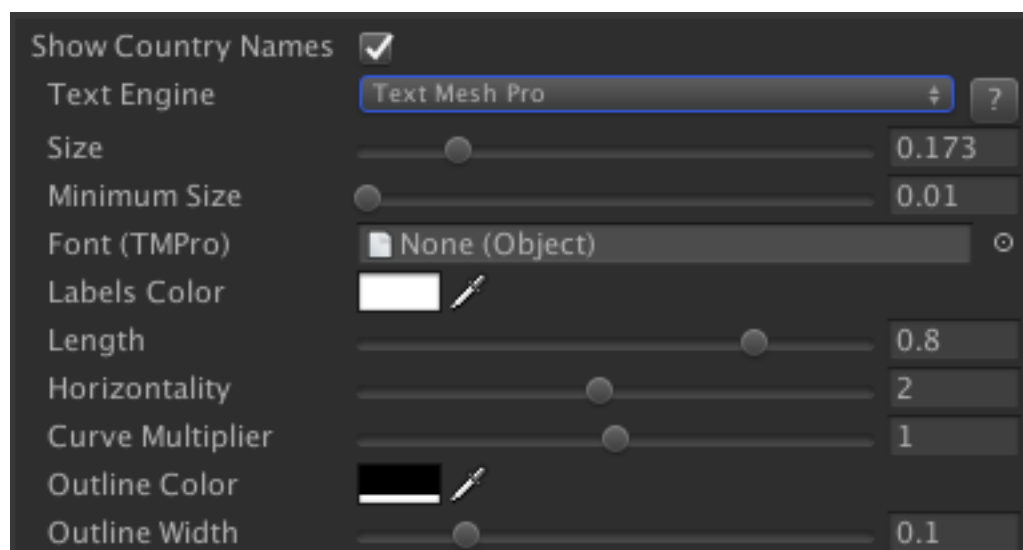 Show Country Names
Text Engine Text Mesh Pro ?
Size 0.173
Minimum Size 0.01
Font (TMPro) None (Object)
Labels Color
Length 0.8
Horizontality 2
Curve Multiplier 1
Outline Color
Outline Width 0.1